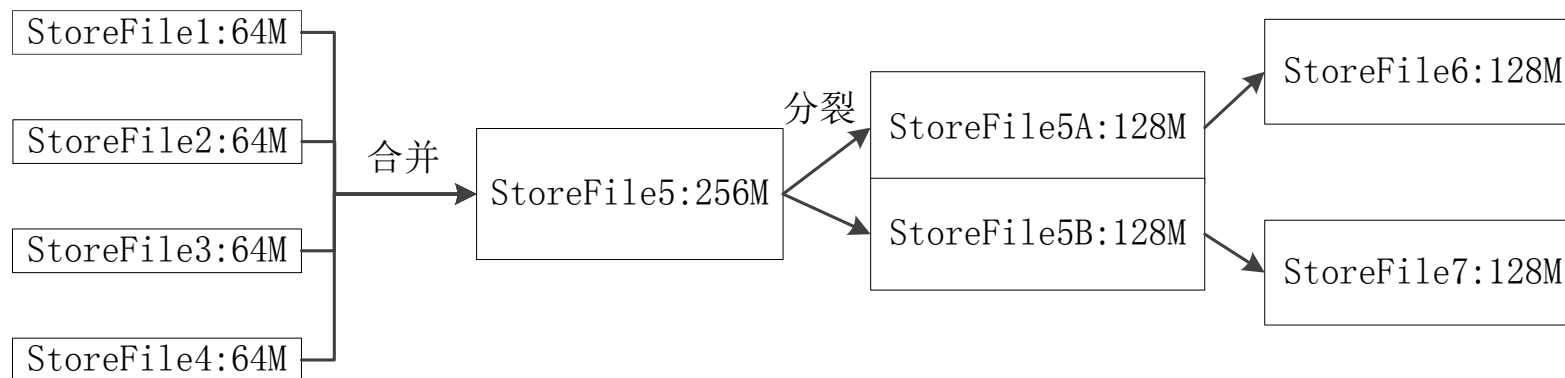 StoreFile1:64M
StoreFile2:64M
StoreFile3:64M
StoreFile4:64M
合并
StoreFile5:256M
分裂
StoreFile5A:128M
StoreFile5B:128M
StoreFile6:128M
StoreFile7:128M